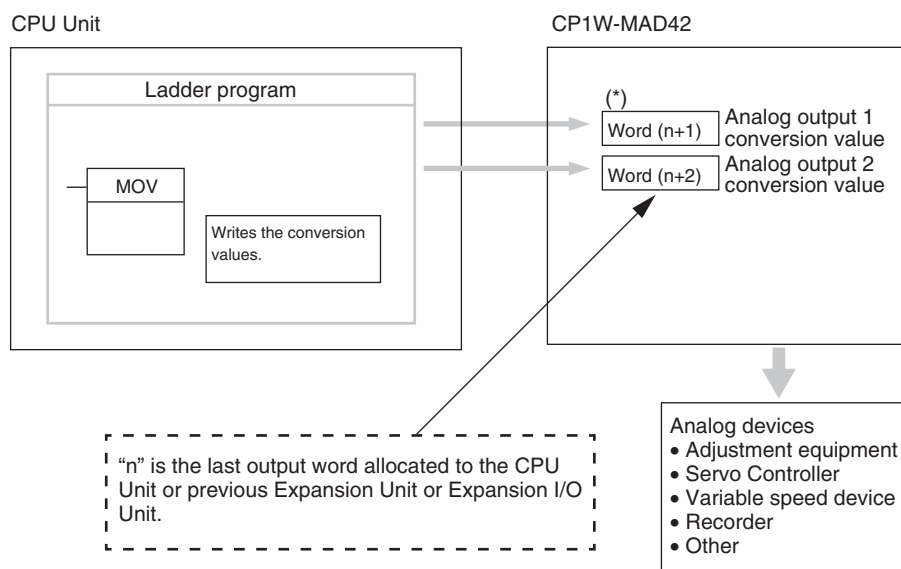 CPU Unit
CP1W-MAD42
Ladder program
MOV
Writes the conversion
values.
(*)
Word (n+1)
Analog output 1
conversion value
Word (n+2)
Analog output 2
conversion value
“n” is the last output word allocated to the CPU
Unit or previous Expansion Unit or Expansion I/O
Unit.
Analog devices
• Adjustment equipment
• Servo Controller
• Variable speed device
• Recorder
• Other